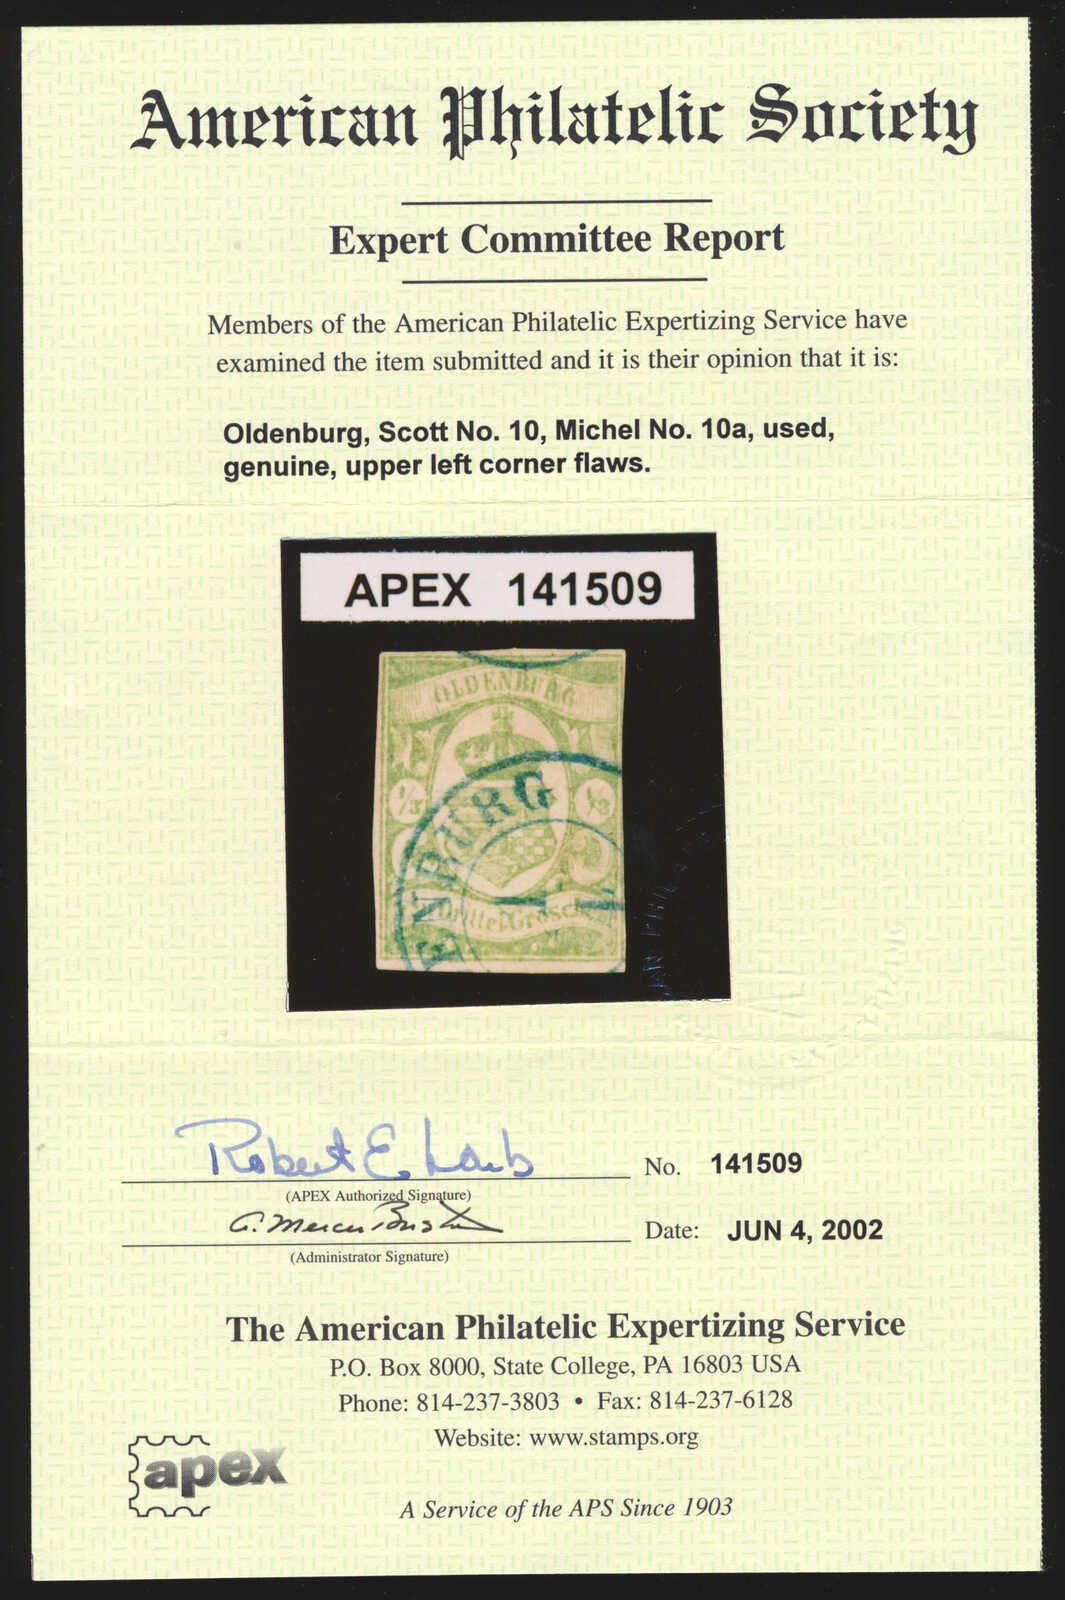 American Philatelic Society
Expert Committee Report
Members of the American Philatelic Expertizing Service have
examined the item submitted and it is their opinion that it is:
Oldenburg, Scott No. 10, Michel No. 10a, used,
genuine, upper left corner flaws.
APEX 141509
OLDENBURG
1/3 1/3
ENBURG
Robert E.
No. 141509
(APEX Authorized Signature)
Date: JUN 4, 2002
(Administrator Signature)
The American Philatelic Expertizing Service
P.O. Box 8000, State College, PA 16803 USA
Phone: 814-237-3803 • Fax: 814-237-6128
Website: www.stamps.org
apex
A Service of the APS Since 1903